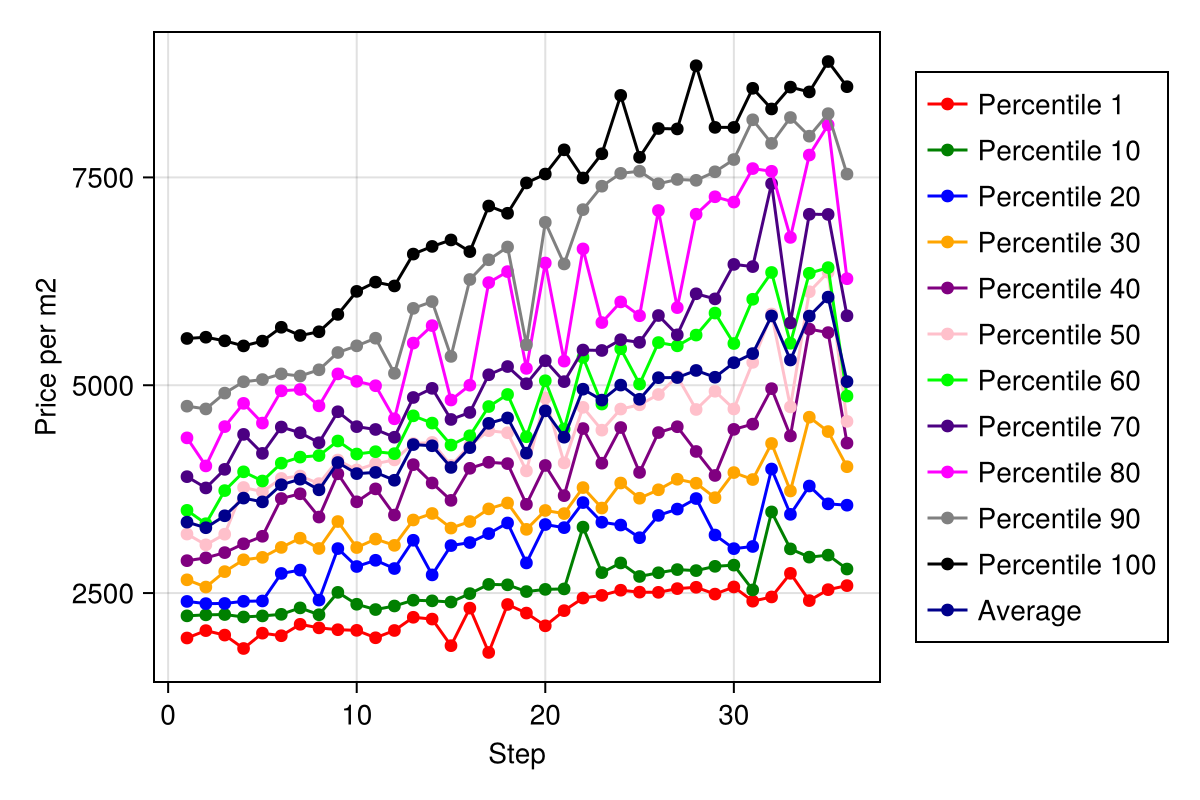 Price per m2
7500
5000
2500
0 10 20 30
Step
Percentile 1
Percentile 10
Percentile 20
Percentile 30
Percentile 40
Percentile 50
Percentile 60
Percentile 70
Percentile 80
Percentile 90
Percentile 100
Average